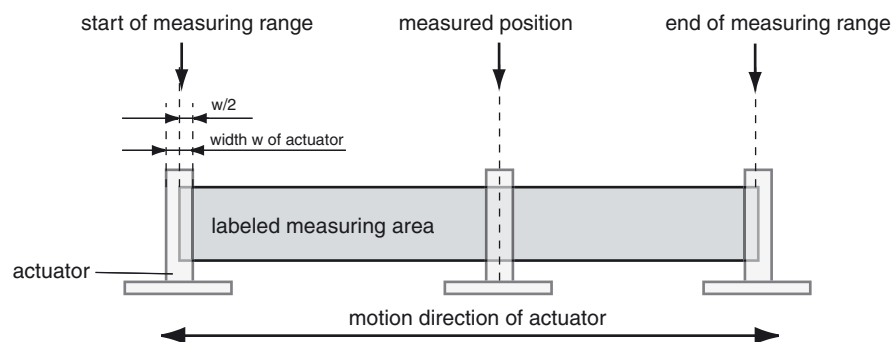 start of measuring range
measured position
end of measuring range
w/2
width w of actuator
labeled measuring area
actuator
motion direction of actuator